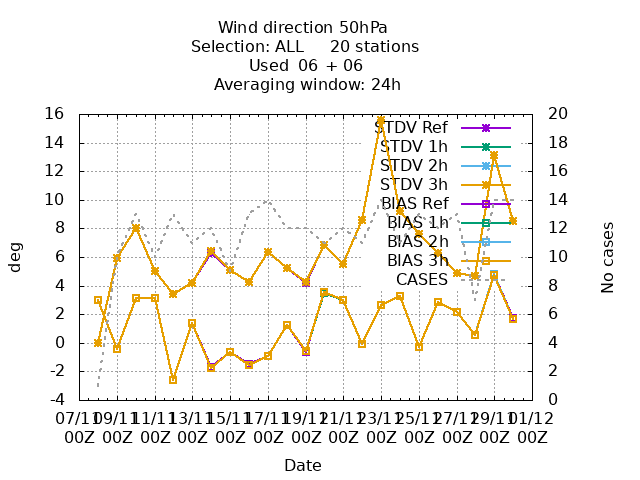 Wind direction 50hPa
Selection: ALL 20 stations
Used 06 + 06
Averaging window: 24h
16 20
14 18
12 16
10 14
8 12
6 10
4 8
2 6
0 4
-2 2
-4 0
deg
No cases
STDV Ref
STDV 1h
STDV 2h
STDV 3h
BIAS Ref
BIAS 1h
BIAS 2h
BIAS 3h
CASES
07/11 09/11 11/11 13/11 15/11 17/11 19/11 21/11 23/11 25/11 27/11 29/11 01/12
00Z 00Z 00Z 00Z 00Z 00Z 00Z 00Z 00Z 00Z 00Z 00Z 00Z
Date